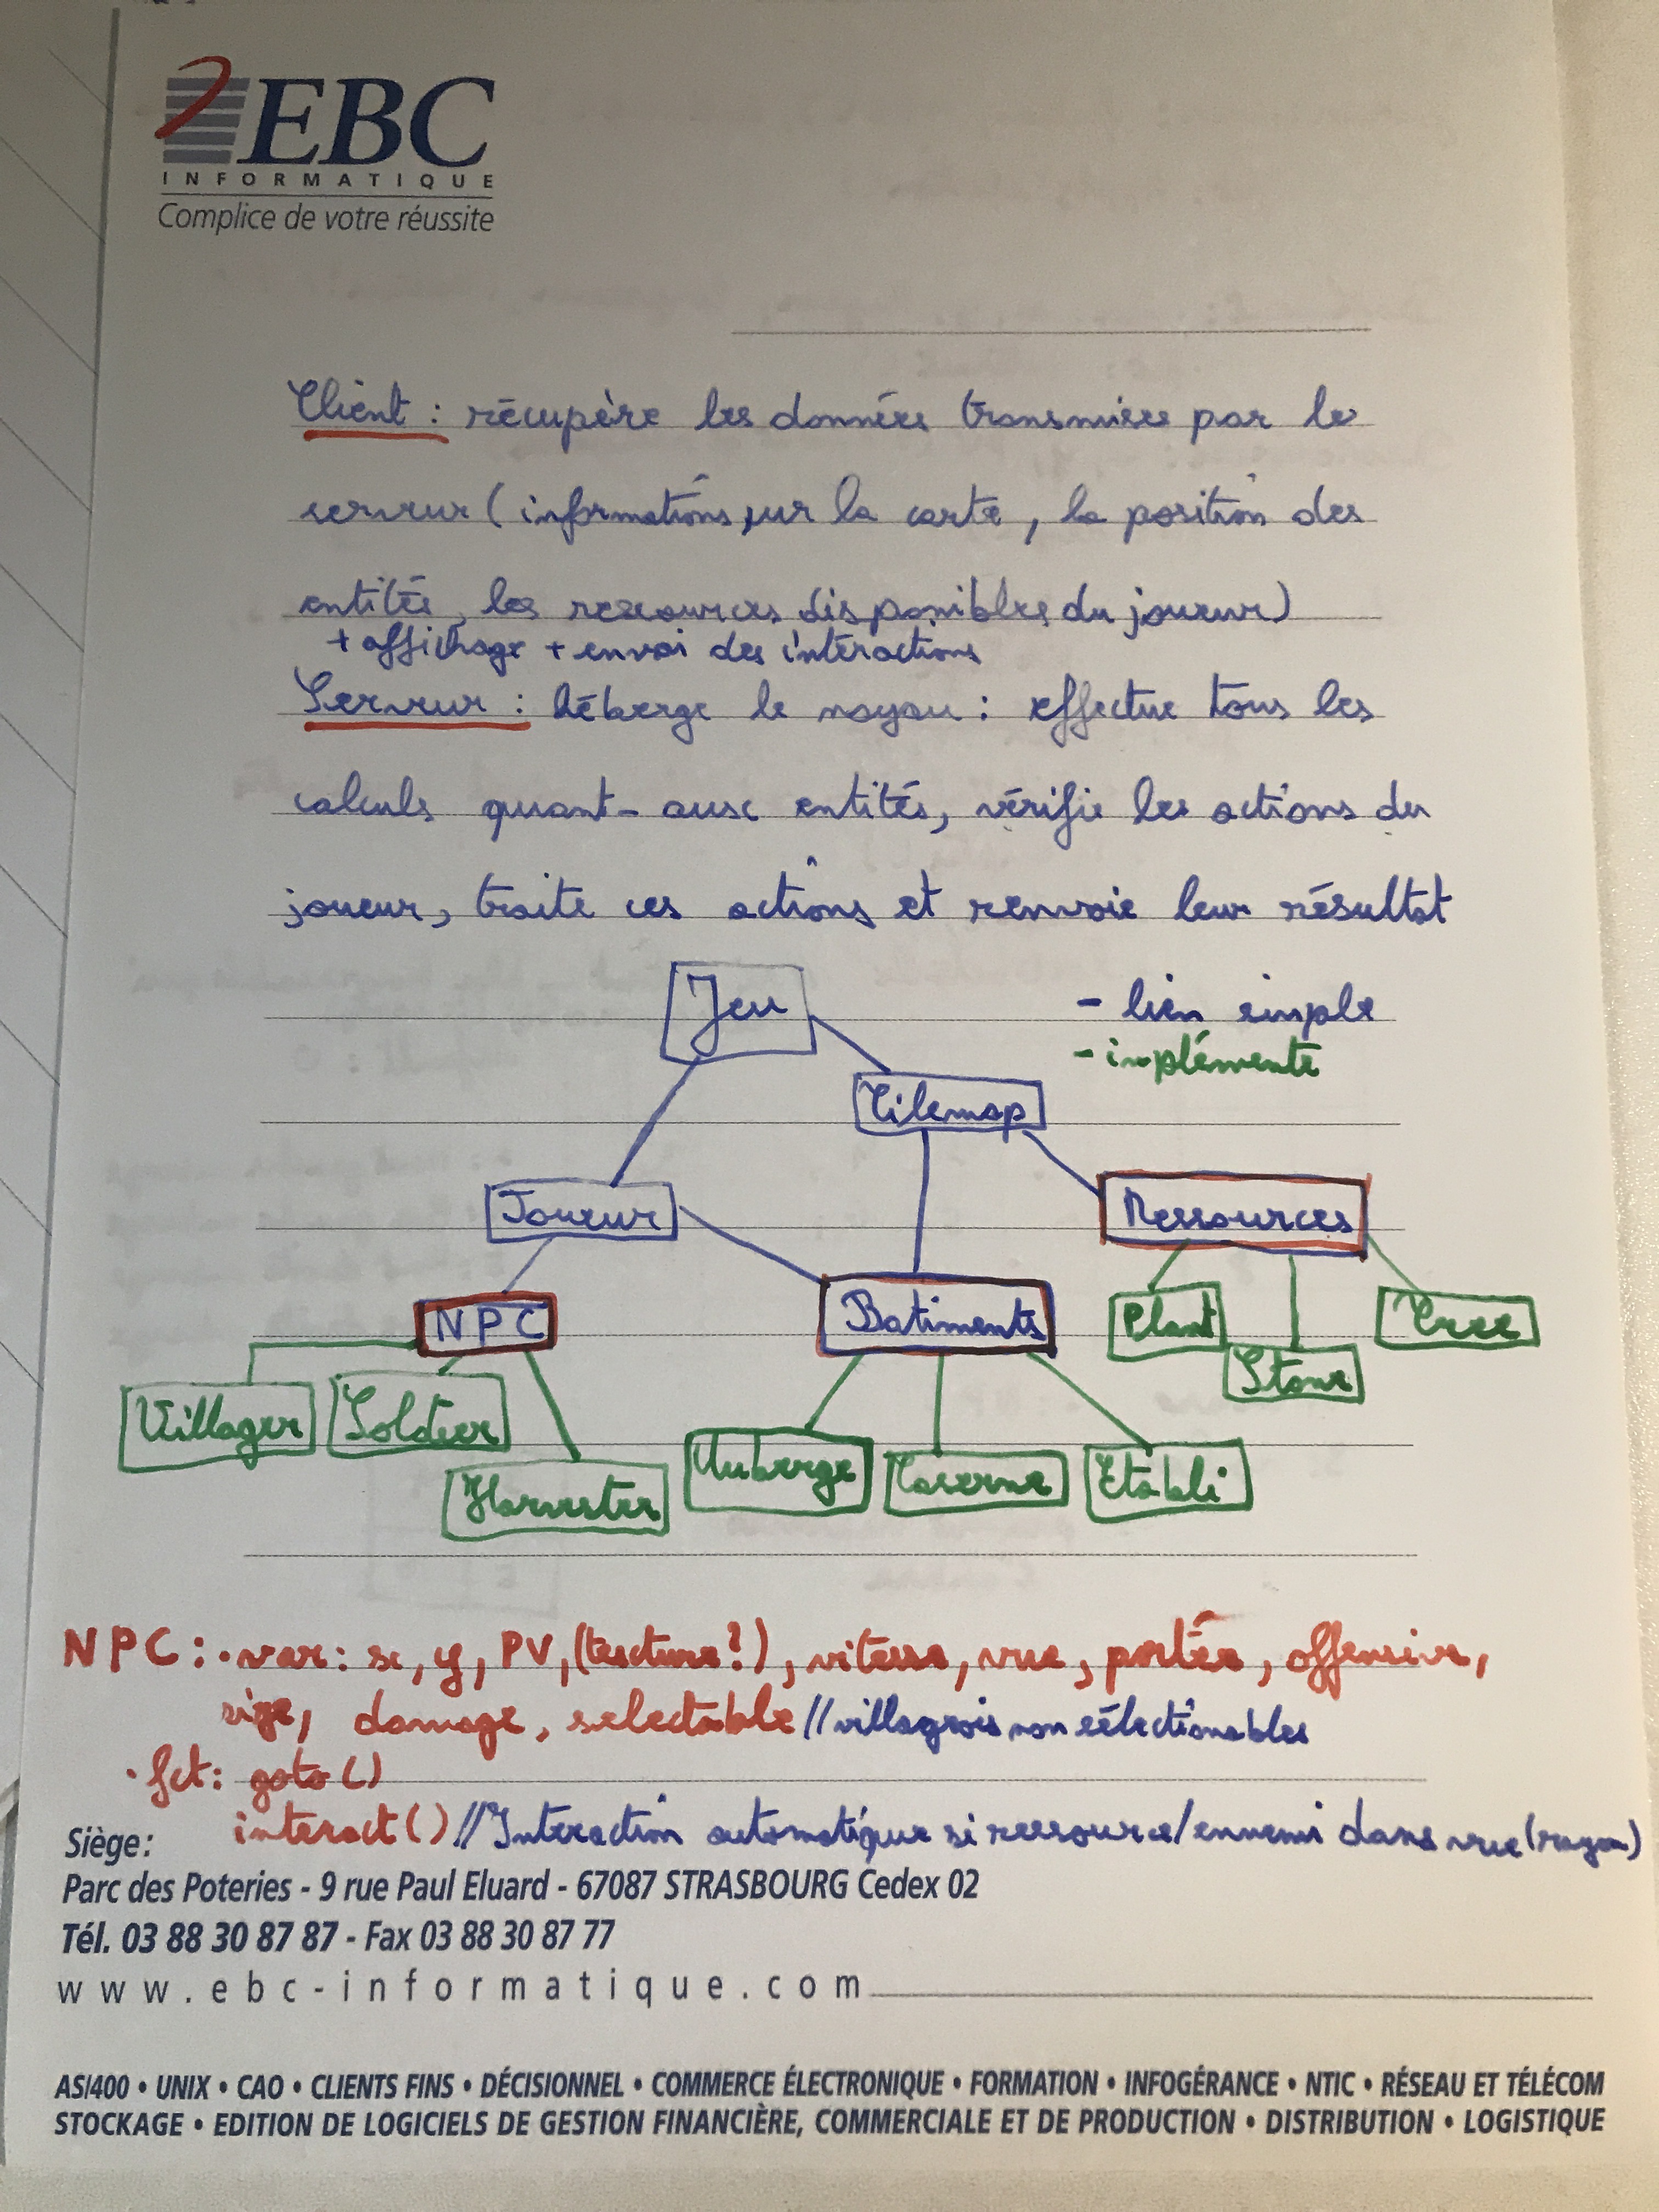 EBC
INFORMATIQUE
Complice de votre réussite
Client : récupère les données transmises par le
serveur (informations sur la carte, la position des
entités, les ressources disponibles du joueur)
+ affichage + envoi des intéractions
Serveur : héberge le noyau : effectue tous les
calculs quant-aux entités, vérifie les actions du
joueur, traite ces actions et renvoie leur résultat
Jeu
- lien simple
- implémente
Tilemap
Joueur
Ressources
NPC
Batiments
Plant
Tree
Stone
Villager
Soldier
Harvester
Auberge
Caserne
Etabli
NPC : • var : x, y, PV, (texture?), vitesse, vue, portée, offensive,
size, damage, selectable // villageois non sélectionables
• fct : goto()
interact() // Interaction automatique si ressource/ennemi dans vue (rayon)
Siège :
Parc des Poteries - 9 rue Paul Eluard - 67087 STRASBOURG Cedex 02
Tél. 03 88 30 87 87 - Fax 03 88 30 87 77
www.ebc-informatique.com
AS/400 • UNIX • CAO • CLIENTS FINS • DÉCISIONNEL • COMMERCE ÉLECTRONIQUE • FORMATION • INFOGÉRANCE • NTIC • RÉSEAU ET TÉLÉCOM
STOCKAGE • EDITION DE LOGICIELS DE GESTION FINANCIÈRE, COMMERCIALE ET DE PRODUCTION • DISTRIBUTION • LOGISTIQUE